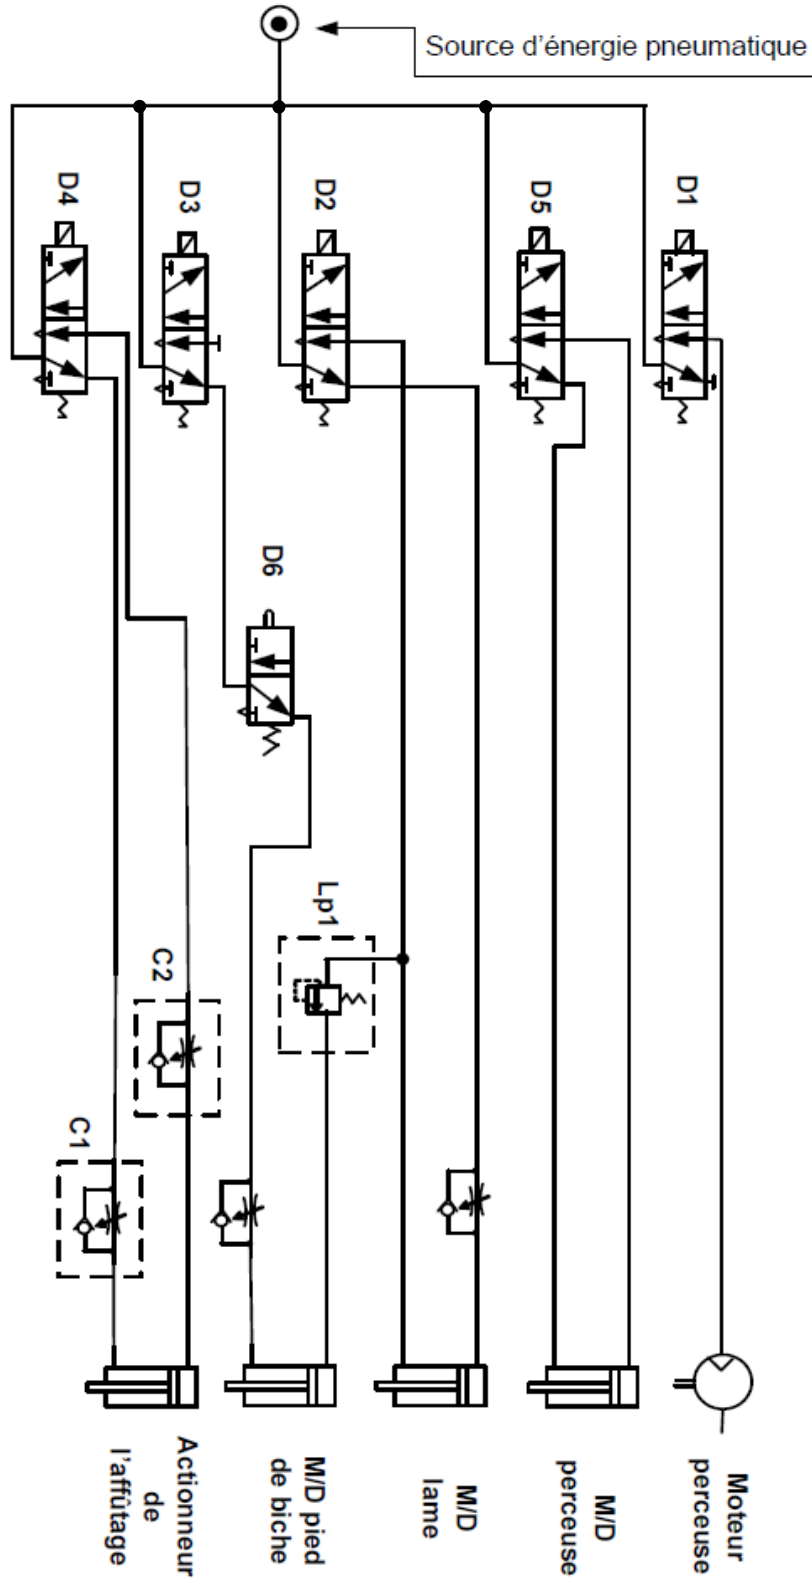 Source d'énergie pneumatique
D4
D3
D2
D5
D1
D6
Lp1
C2
C1
Actionneur
de
l'affûtage
M/D pied
de biche
M/D
lame
M/D
perceuse
Moteur
perceuse